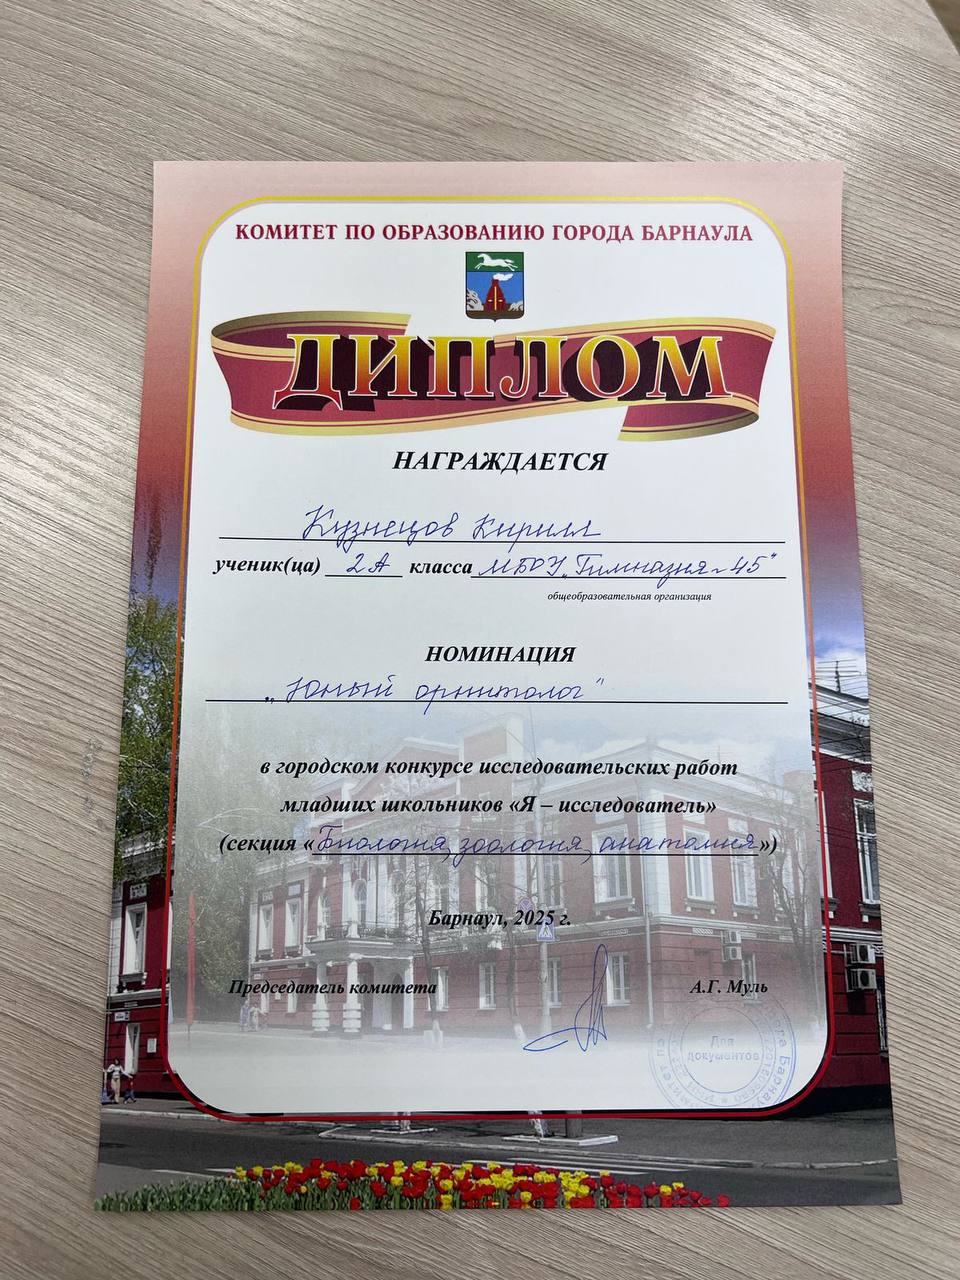 КОМИТЕТ ПО ОБРАЗОВАНИЮ ГОРОДА БАРНАУЛА
ДИПЛОМ
НАГРАЖДАЕТСЯ
Кузнецов Кирилл
ученик(ца) 2А класса МБОУ „Гимназия - 45"
общеобразовательная организация
НОМИНАЦИЯ
„Юный орнитолог"
в городском конкурсе исследовательских работ
младших школьников «Я – исследователь»
(секция «Биология, зоология, анатомия»)
Барнаул, 2025 г.
Председатель комитета А.Г. Муль
Для
документов